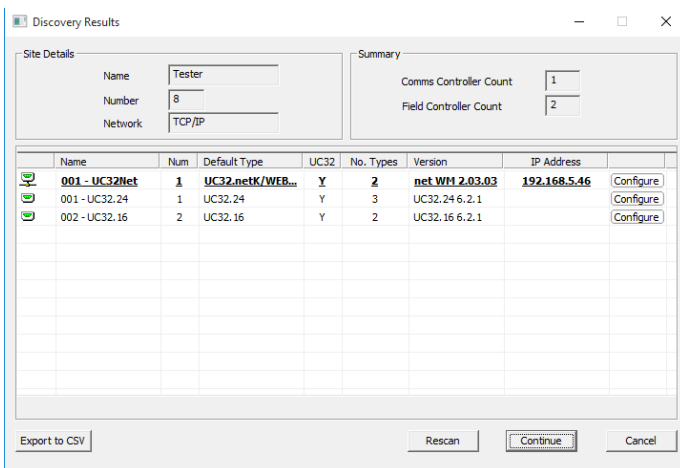 Discovery Results
Site Details
Name Tester
Number 8
Network TCP/IP
Summary
Comms Controller Count 1
Field Controller Count 2
Name Num Default Type UC32 No. Types Version IP Address
001 - UC32Net 1 UC32.netK/WEB... Y 2 net WM 2.03.03 192.168.5.46 Configure
001 - UC32.24 1 UC32.24 Y 3 UC32.24 6.2.1 Configure
002 - UC32.16 2 UC32.16 Y 2 UC32.16 6.2.1 Configure
Export to CSV Rescan Continue Cancel